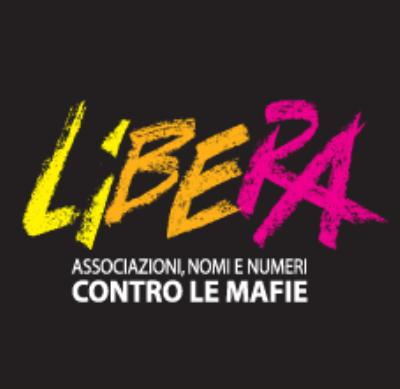 LiBERA
ASSOCIAZIONI, NOMI E NUMERI
CONTRO LE MAFIE